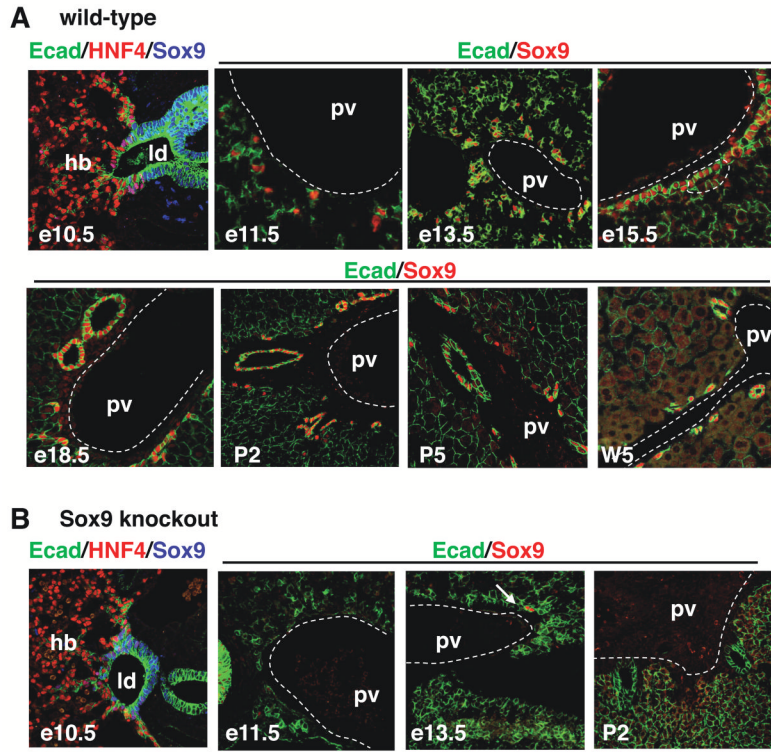 A wild-type
Ecad/HNF4/Sox9 Ecad/Sox9
hb ld e10.5
pv e11.5
pv e13.5
pv e15.5
Ecad/Sox9
pv e18.5
pv P2
pv P5
pv W5
B Sox9 knockout
Ecad/HNF4/Sox9 Ecad/Sox9
hb ld e10.5
pv e11.5
pv e13.5
pv P2